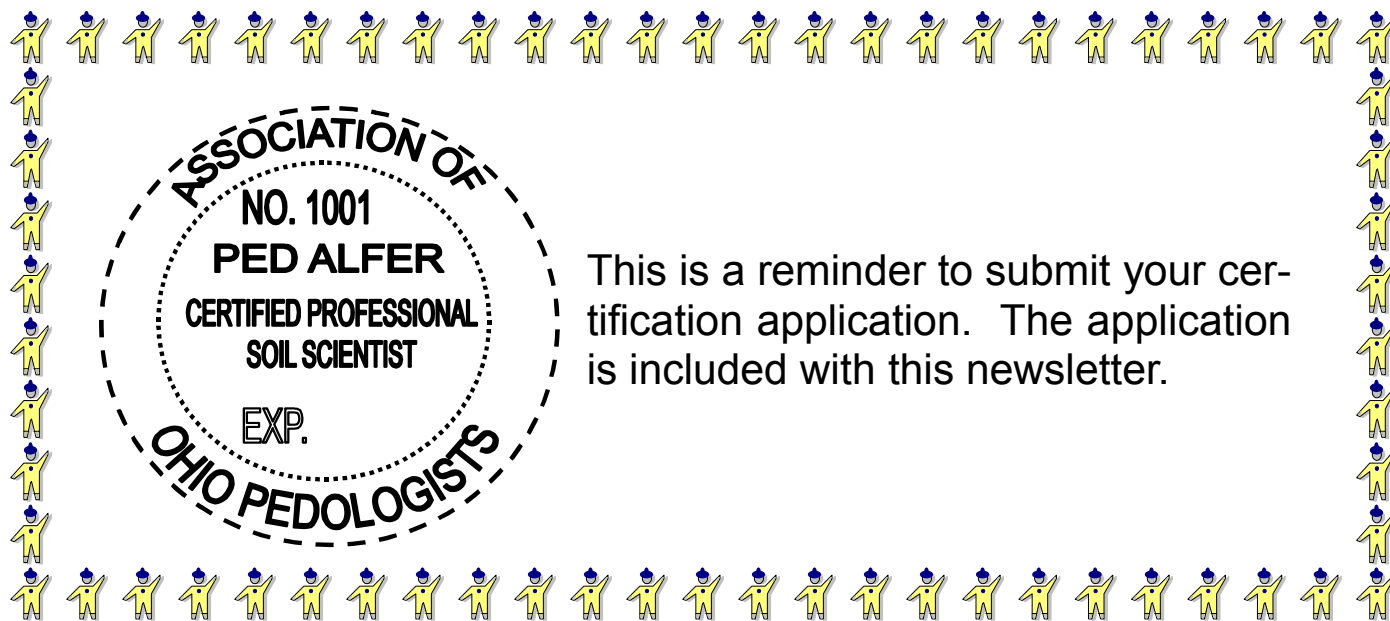 ASSOCIATION OF
NO. 1001
PED ALFER
CERTIFIED PROFESSIONAL
SOIL SCIENTIST
EXP.
OHIO PEDOLOGISTS
This is a reminder to submit your cer-
tification application. The application
is included with this newsletter.